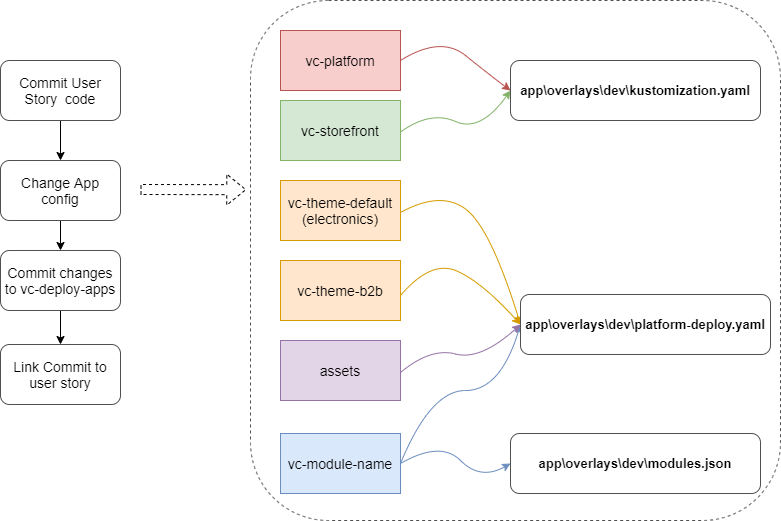 Commit User
Story code
Change App
config
Commit changes
to vc-deploy-apps
Link Commit to
user story
vc-platform
vc-storefront
vc-theme-default
(electronics)
vc-theme-b2b
assets
vc-module-name
app\overlays\dev\kustomization.yaml
app\overlays\dev\platform-deploy.yaml
app\overlays\dev\modules.json